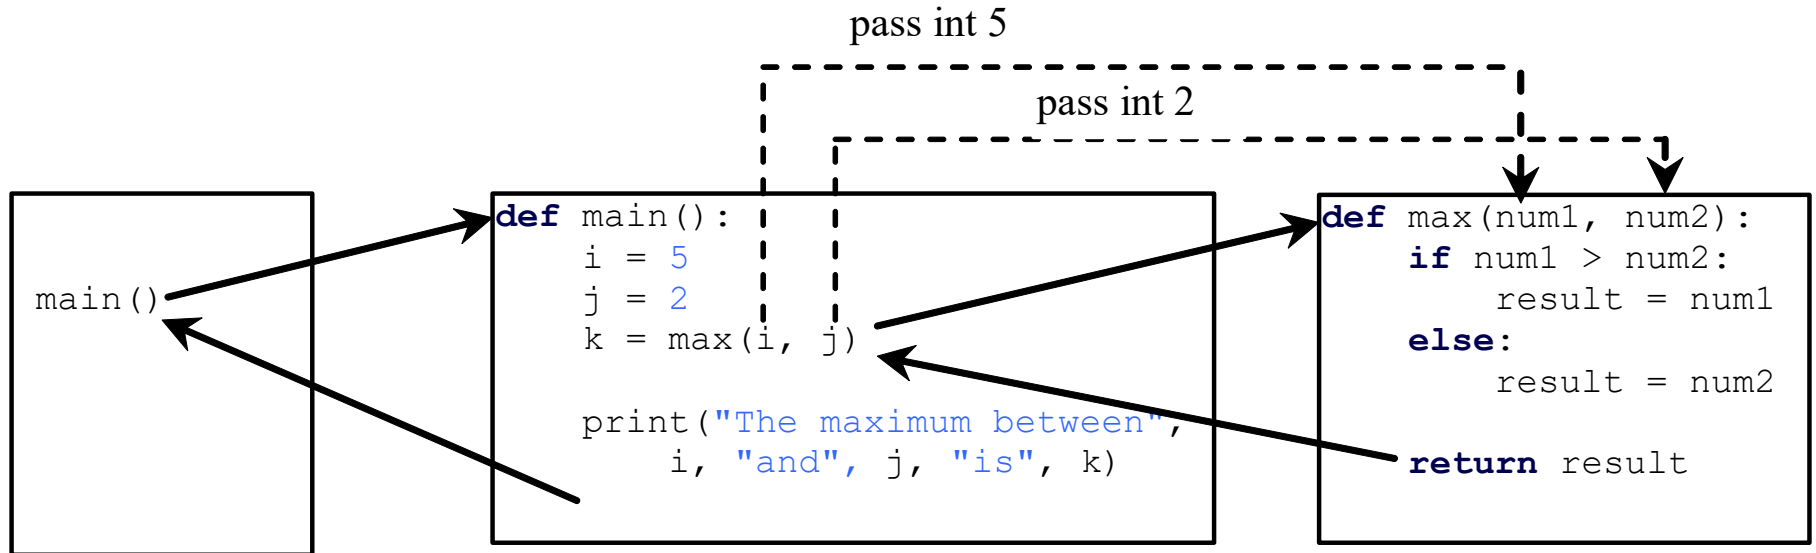 pass int 5
pass int 2
main()
def main():
    i = 5
    j = 2
    k = max(i, j)
    print("The maximum between",
        i, "and", j, "is", k)
def max(num1, num2):
    if num1 > num2:
        result = num1
    else:
        result = num2
    return result